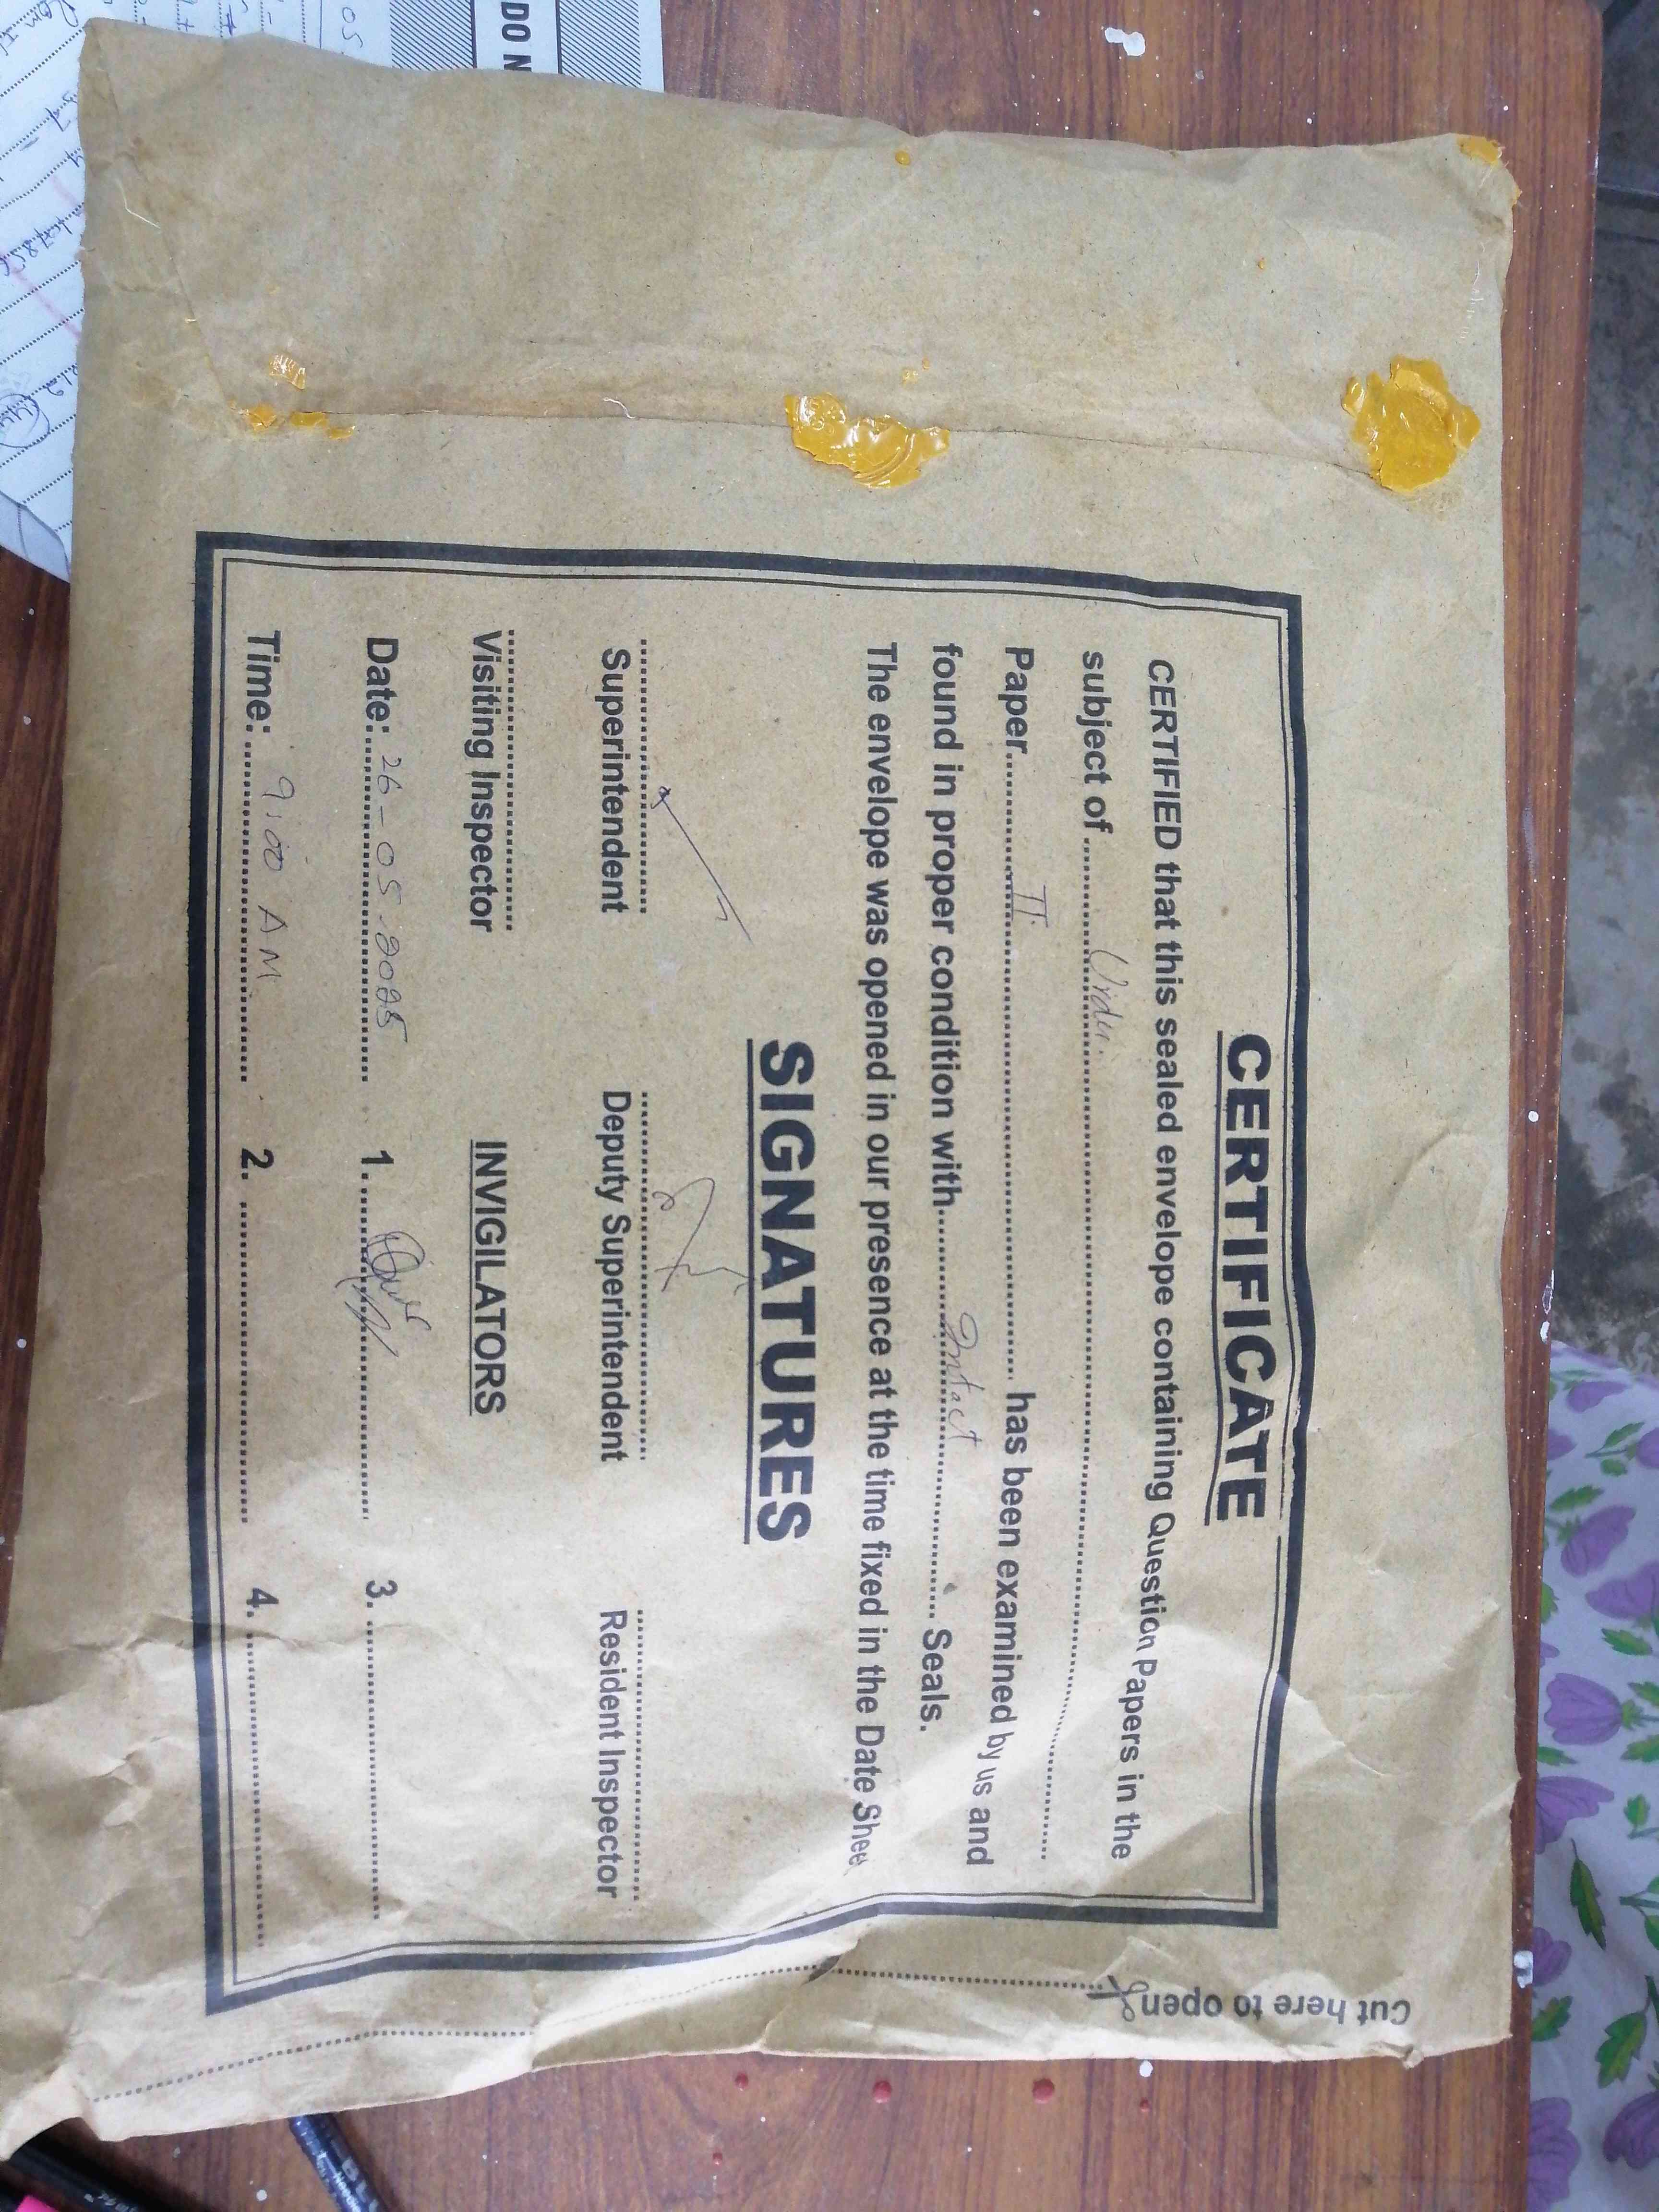 CERTIFICATE
CERTIFIED that this sealed envelope containing Question Papers in the
subject of ........ Urdu. ........
Paper ........ II. ........ has been examined by us and
found in proper condition with ........ Intact ........ Seals.
The envelope was opened in our presence at the time fixed in the Date Shee
SIGNATURES
Superintendent Deputy Superintendent Resident Inspector
Visiting Inspector INVIGILATORS
Date: 26-05-2025 1. ........ 3. ........
Time: 9:00 AM 2. ........ 4. ........
Cut here to open
DO N